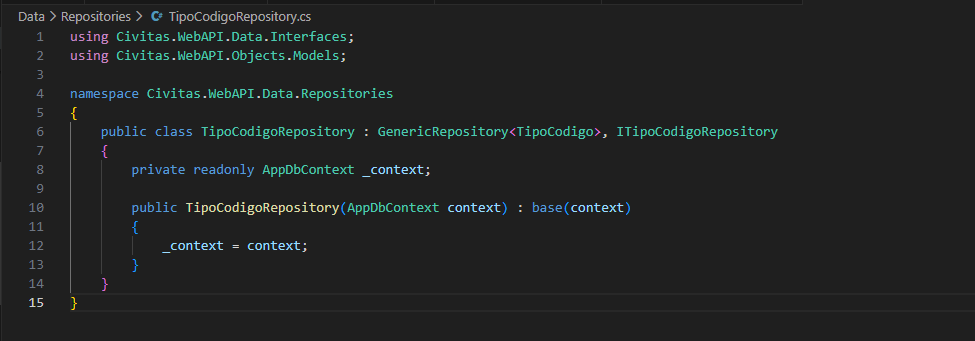 Data > Repositories > C# TipoCodigoRepository.cs
1 using Civitas.WebAPI.Data.Interfaces;
2 using Civitas.WebAPI.Objects.Models;
3
4 namespace Civitas.WebAPI.Data.Repositories
5 {
6 public class TipoCodigoRepository : GenericRepository<TipoCodigo>, ITipoCodigoRepository
7 {
8 private readonly AppDbContext _context;
9
10 public TipoCodigoRepository(AppDbContext context) : base(context)
11 {
12 _context = context;
13 }
14 }
15 }